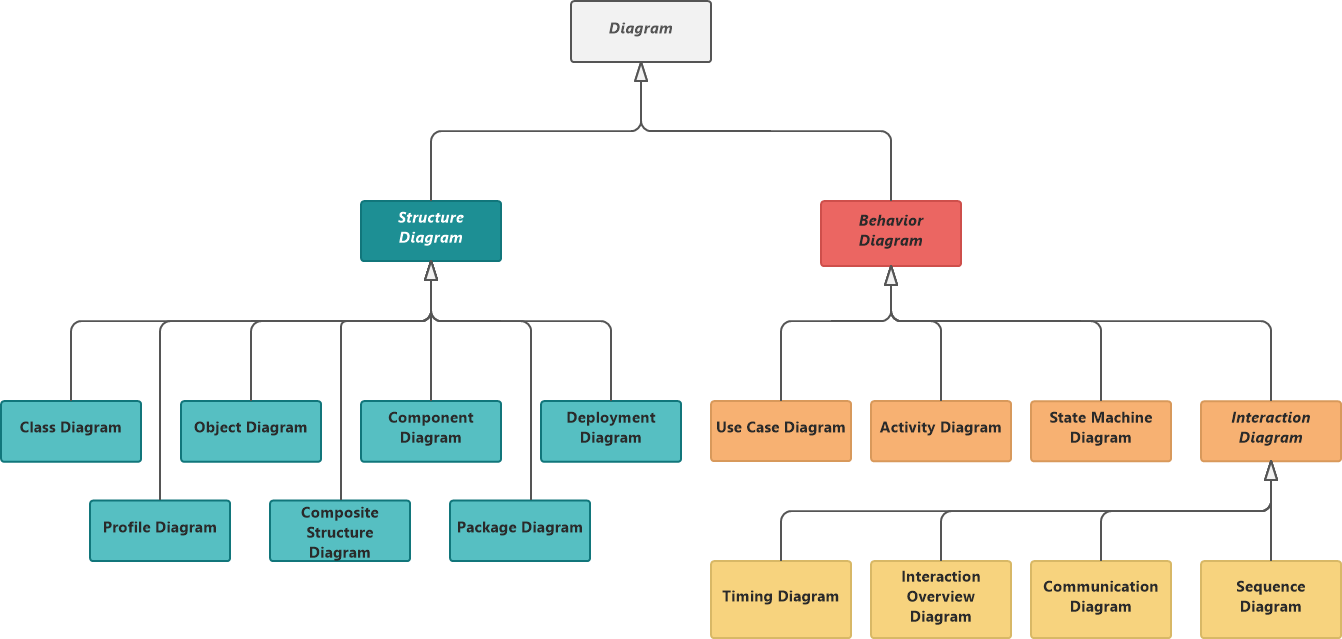 Diagram
Structure
Diagram
Behavior
Diagram
Class Diagram
Object Diagram
Component
Diagram
Deployment
Diagram
Use Case Diagram
Activity Diagram
State Machine
Diagram
Interaction
Diagram
Profile Diagram
Composite
Structure
Diagram
Package Diagram
Timing Diagram
Interaction
Overview
Diagram
Communication
Diagram
Sequence
Diagram